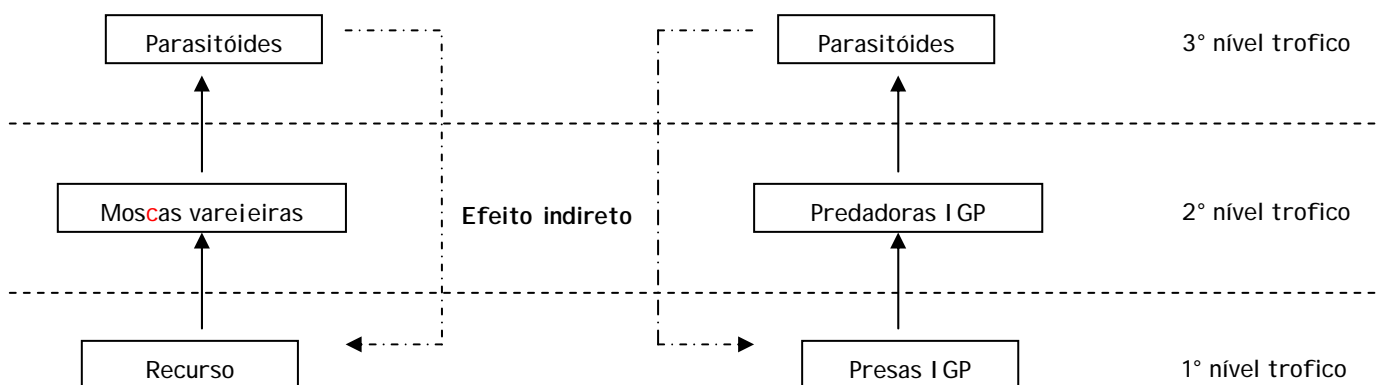 Parasitóides Parasitóides 3° nível trofico
Moscas vareieiras Efeito indireto Predadoras IGP 2° nível trofico
Recurso Presas IGP 1° nível trofico